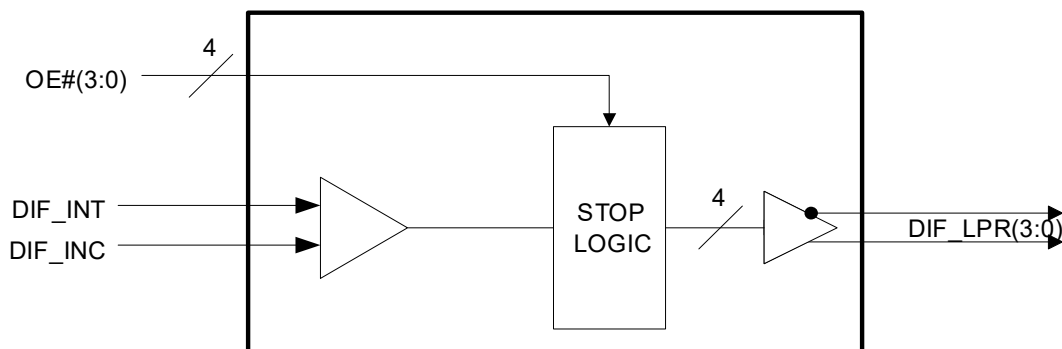 4
OE#(3:0)
DIF_INT
DIF_INC
STOP
LOGIC
4
DIF_LPR(3:0)